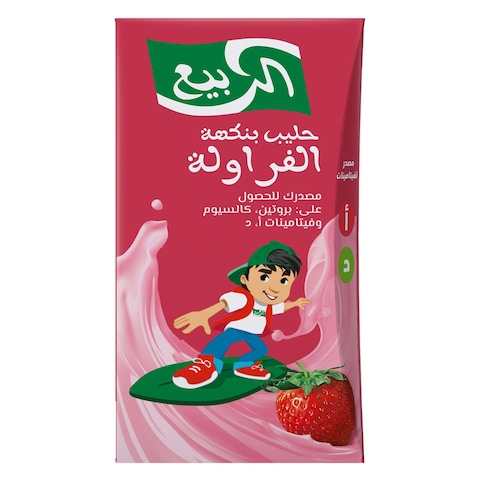 الربيع
حليب بنكهة
الفراولة
مصدرك للحصول
على: بروتين، كالسيوم
وفيتامينات أ، د
مصدر
الفيتامينات
أ
د